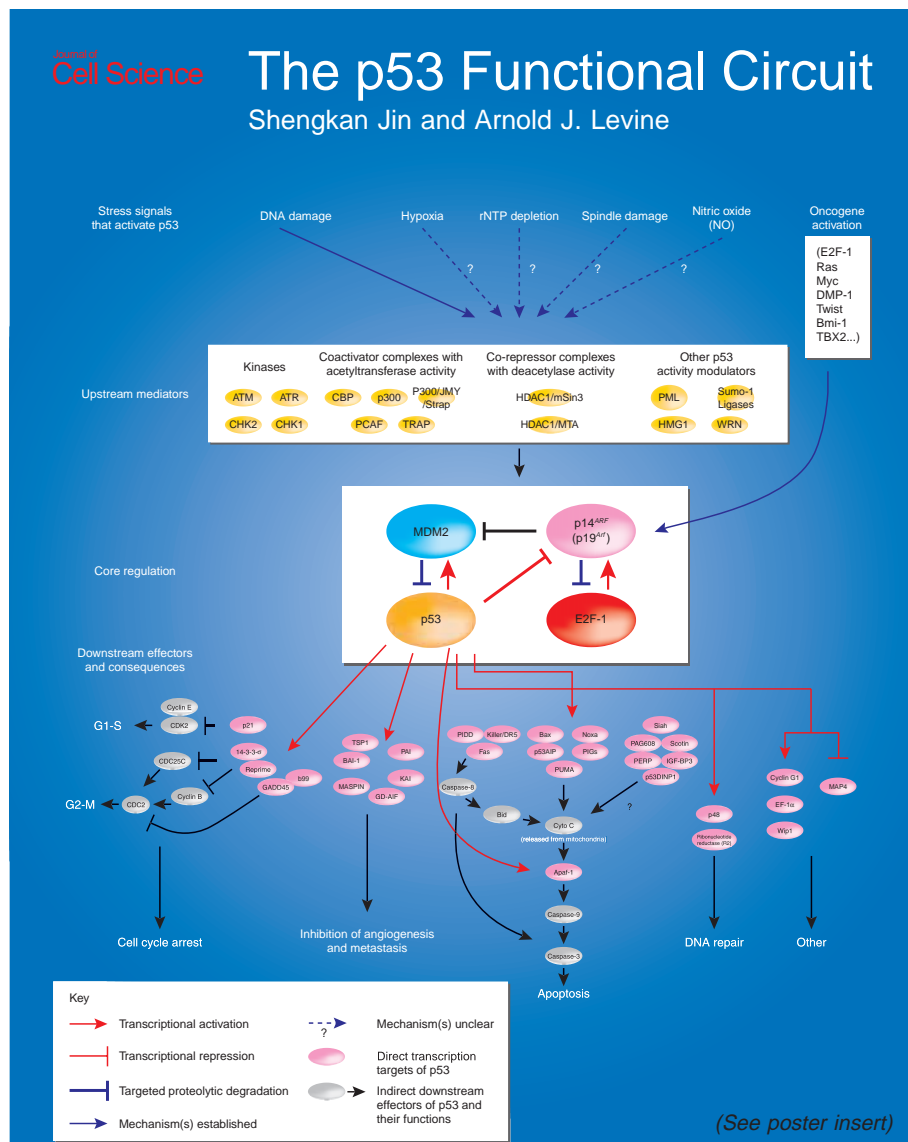 Journal of
Cell Science
The p53 Functional Circuit
Shengkan Jin and Arnold J. Levine
Stress signals
that activate p53
DNA damage
Hypoxia
rNTP depletion
Spindle damage
Nitric oxide
(NO)
Oncogene
activation
(E2F-1
Ras
Myc
DMP-1
Twist
Bmi-1
TBX2...)
?
?
?
?
Upstream mediators
Kinases
ATM
ATR
CHK2
CHK1
Coactivator complexes with
acetyltransferase activity
CBP
p300
P300/JMY
/Strap
PCAF
TRAP
Co-repressor complexes
with deacetylase activity
HDAC1/mSin3
HDAC1/MTA
Other p53
activity modulators
PML
Sumo-1
Ligases
HMG1
WRN
Core regulation
MDM2
p14ARF
(p19Arf)
p53
E2F-1
Downstream effectors
and consequences
G1-S
Cyclin E
CDK2
p21
14-3-3-σ
CDC25C
Reprime
b99
GADD45
Cyclin B
G2-M
CDC2
Cell cycle arrest
TSP1
BAI-1
PAI
MASPIN
KAI
GD-AIF
Inhibition of angiogenesis
and metastasis
PIDD
Killer/DR5
Fas
Caspase-8
Bid
Bax
Noxa
p53AIP
PIGs
PUMA
Siah
PAG608
Scotin
PERP
IGF-BP3
p53DINP1
?
Cyto C
(released from mitochondria)
Apaf-1
Caspase-9
Caspase-3
Apoptosis
p48
Ribonucleotide
reductase (R2)
DNA repair
Cyclin G1
EF-1α
Wip1
MAP4
Other
Key
Transcriptional activation
Transcriptional repression
Targeted proteolytic degradation
Mechanism(s) established
?
Mechanism(s) unclear
Direct transcription
targets of p53
Indirect downstream
effectors of p53 and
their functions
(See poster insert)